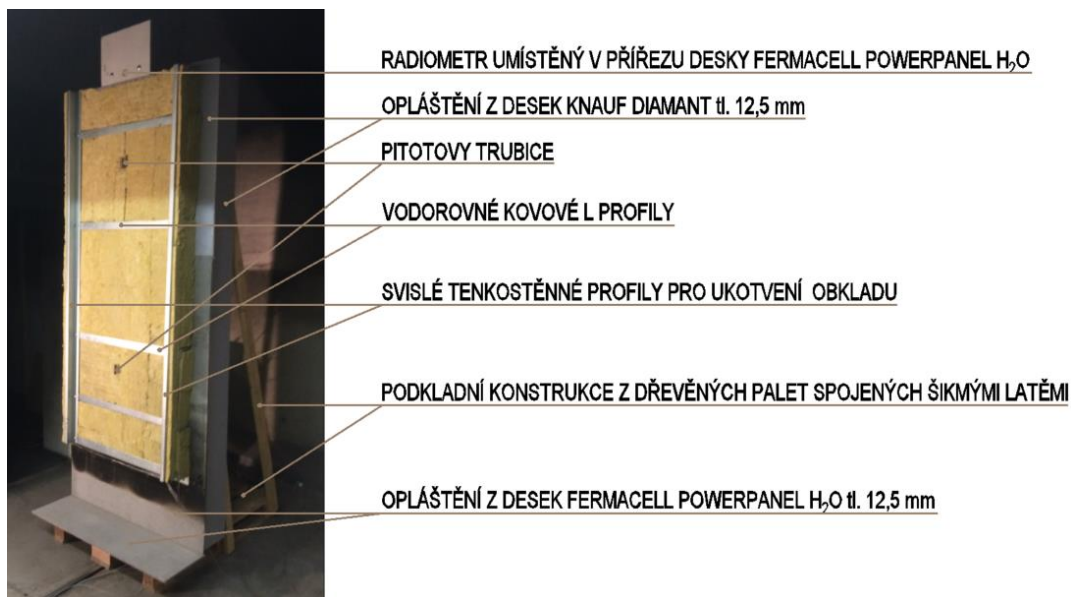 RADIOMETR UMÍSTĚNÝ V PŘÍŘEZU DESKY FERMACELL POWERPANEL H₂O
OPLÁŠTĚNÍ Z DESEK KNAUF DIAMANT tl. 12,5 mm
PITOTOVY TRUBICE
VODOROVNÉ KOVOVÉ L PROFILY
SVISLÉ TENKOSTĚNNÉ PROFILY PRO UKOTVENÍ OBKLADU
PODKLADNÍ KONSTRUKCE Z DŘEVĚNÝCH PALET SPOJENÝCH ŠIKMÝMI LATĚMI
OPLÁŠTĚNÍ Z DESEK FERMACELL POWERPANEL H₂O tl. 12,5 mm